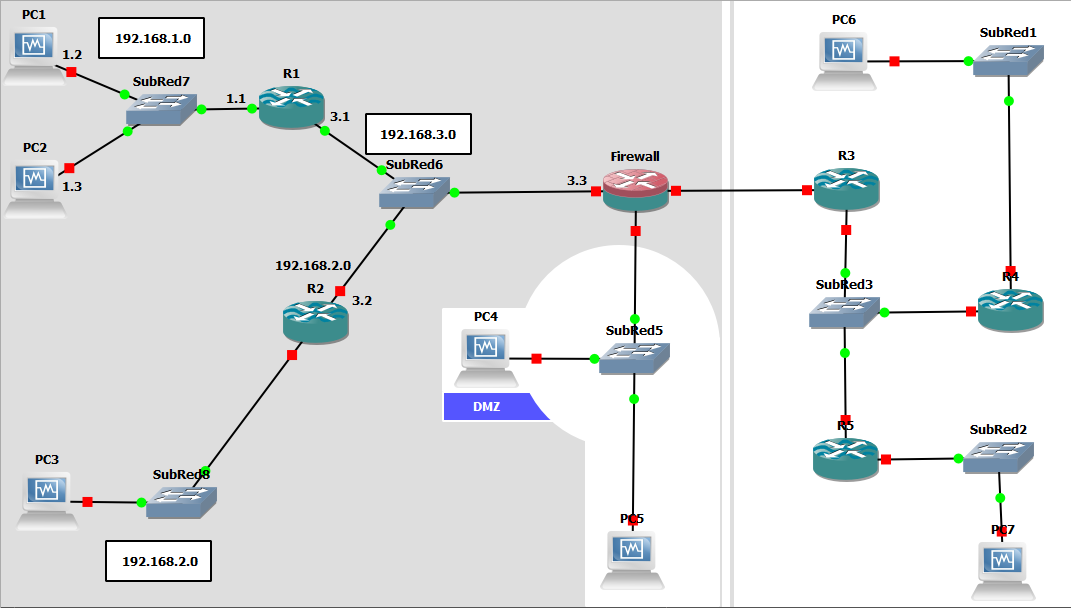 PC1
192.168.1.0
1.2
SubRed7
1.1
R1
3.1
192.168.3.0
PC2
1.3
SubRed6
3.3
Firewall
192.168.2.0
R2
3.2
PC4
SubRed5
DMZ
PC3
SubRed8
192.168.2.0
PC5
PC6
SubRed1
R3
SubRed3
R4
R5
SubRed2
PC7